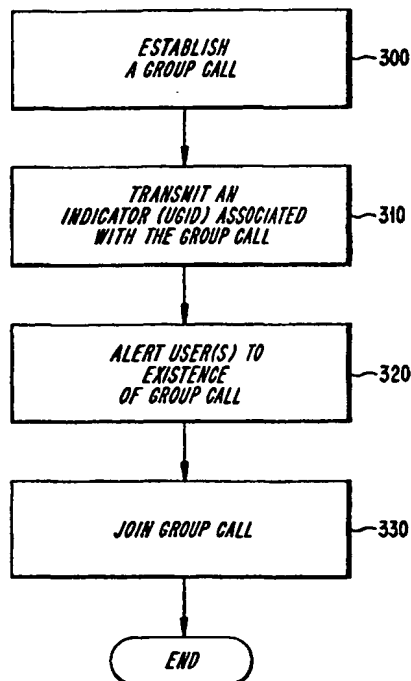 ESTABLISH
A GROUP CALL
300
TRANSMIT AN
INDICATOR (UGID) ASSOCIATED
WITH THE GROUP CALL
310
ALERT USER(S) TO
EXISTENCE
OF GROUP CALL
320
JOIN GROUP CALL
330
END